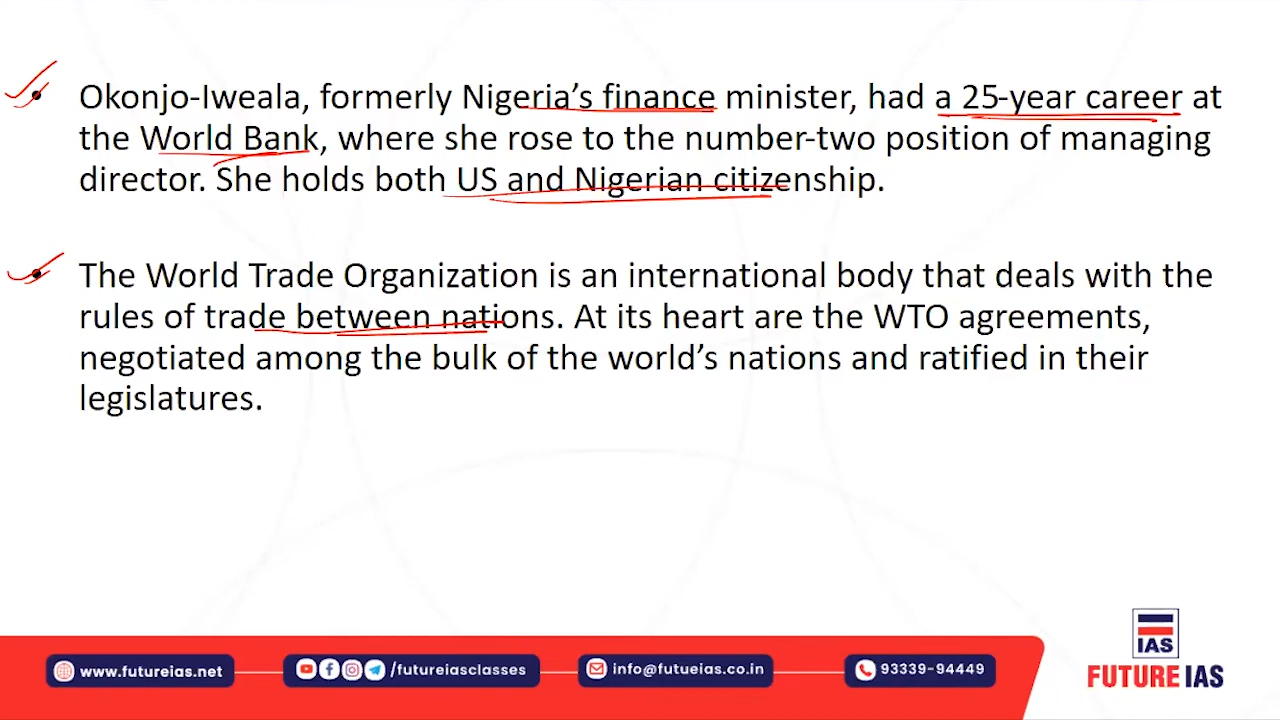 Okonjo-Iweala, formerly Nigeria’s finance minister, had a 25-year career at
the World Bank, where she rose to the number-two position of managing
director. She holds both US and Nigerian citizenship.
The World Trade Organization is an international body that deals with the
rules of trade between nations. At its heart are the WTO agreements,
negotiated among the bulk of the world’s nations and ratified in their
legislatures.
IAS
www.futureias.net
/futureiasclasses
info@futueias.co.in
93339-94449
FUTURE IAS